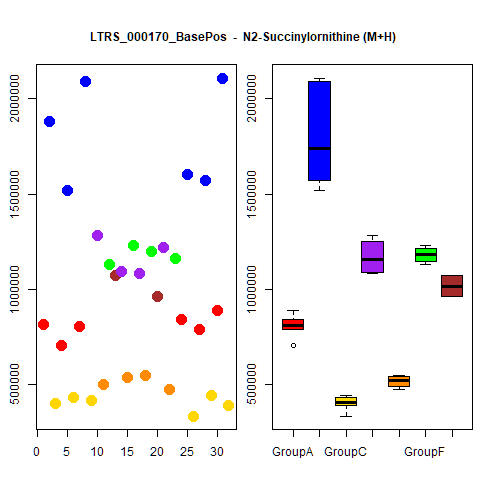 LTRS_000170_BasePos - N2-Succinylornithine (M+H)
2000000
1500000
1000000
500000
0 5 10 15 20 25 30
2000000
1500000
1000000
500000
GroupA GroupC GroupF